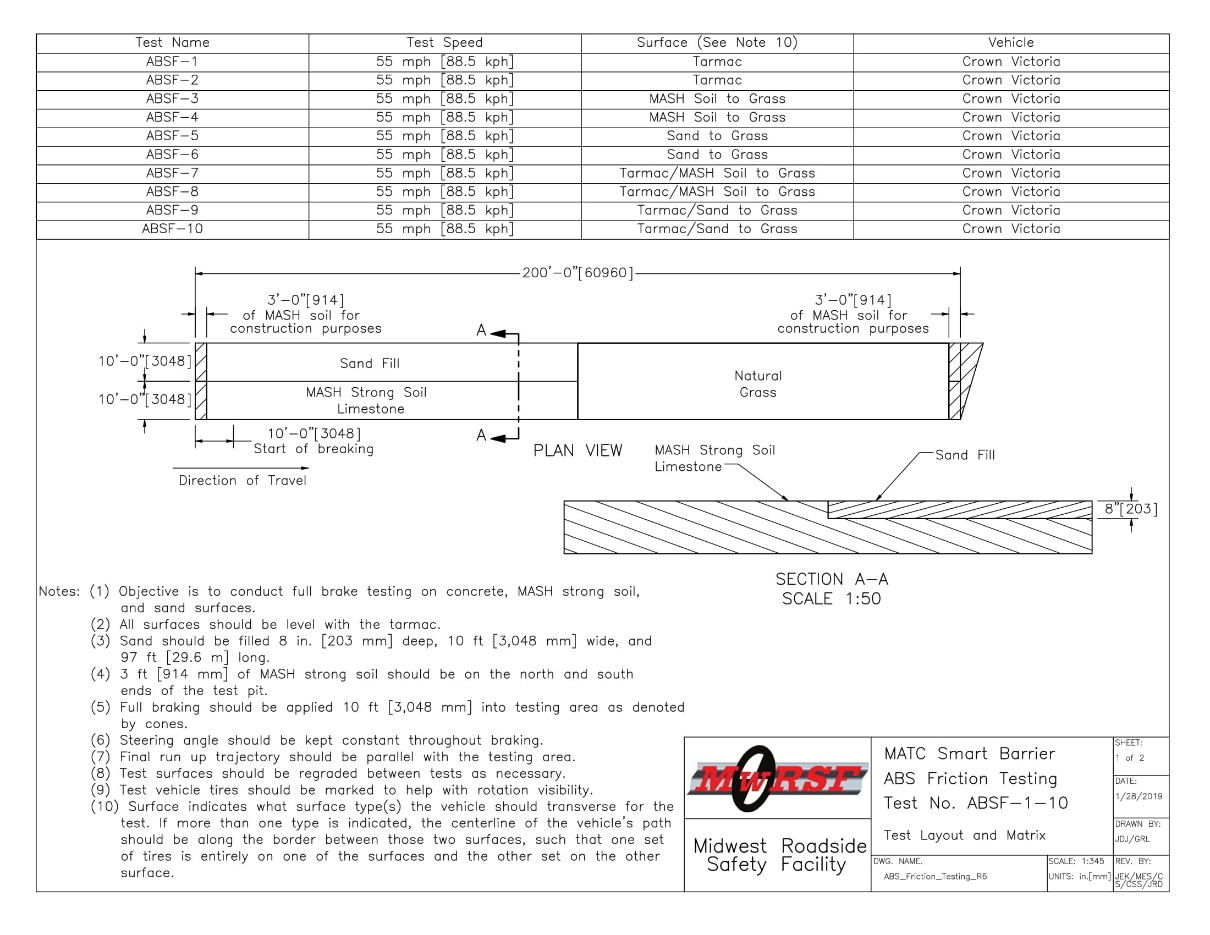 Test Name Test Speed Surface (See Note 10) Vehicle
ABSF-1 55 mph [88.5 kph] Tarmac Crown Victoria
ABSF-2 55 mph [88.5 kph] Tarmac Crown Victoria
ABSF-3 55 mph [88.5 kph] MASH Soil to Grass Crown Victoria
ABSF-4 55 mph [88.5 kph] MASH Soil to Grass Crown Victoria
ABSF-5 55 mph [88.5 kph] Sand to Grass Crown Victoria
ABSF-6 55 mph [88.5 kph] Sand to Grass Crown Victoria
ABSF-7 55 mph [88.5 kph] Tarmac/MASH Soil to Grass Crown Victoria
ABSF-8 55 mph [88.5 kph] Tarmac/MASH Soil to Grass Crown Victoria
ABSF-9 55 mph [88.5 kph] Tarmac/Sand to Grass Crown Victoria
ABSF-10 55 mph [88.5 kph] Tarmac/Sand to Grass Crown Victoria
200'-0"[60960]
3'-0"[914]
of MASH soil for
construction purposes
3'-0"[914]
of MASH soil for
construction purposes
A
10'-0"[3048]
Sand Fill
10'-0"[3048]
MASH Strong Soil
Limestone
Natural
Grass
10'-0"[3048]
Start of breaking
A
PLAN VIEW
Direction of Travel
MASH Strong Soil
Limestone
Sand Fill
8"[203]
SECTION A-A
SCALE 1:50
Notes: (1) Objective is to conduct full brake testing on concrete, MASH strong soil,
and sand surfaces.
(2) All surfaces should be level with the tarmac.
(3) Sand should be filled 8 in. [203 mm] deep, 10 ft [3,048 mm] wide, and
97 ft [29.6 m] long.
(4) 3 ft [914 mm] of MASH strong soil should be on the north and south
ends of the test pit.
(5) Full braking should be applied 10 ft [3,048 mm] into testing area as denoted
by cones.
(6) Steering angle should be kept constant throughout braking.
(7) Final run up trajectory should be parallel with the testing area.
(8) Test surfaces should be regraded between tests as necessary.
(9) Test vehicle tires should be marked to help with rotation visibility.
(10) Surface indicates what surface type(s) the vehicle should transverse for the
test. If more than one type is indicated, the centerline of the vehicle's path
should be along the border between those two surfaces, such that one set
of tires is entirely on one of the surfaces and the other set on the other
surface.
MwRSF
Midwest Roadside
Safety Facility
MATC Smart Barrier
ABS Friction Testing
Test No. ABSF-1-10
Test Layout and Matrix
DWG. NAME.
ABS_Friction_Testing_R6
SCALE: 1:345
UNITS: in.[mm]
SHEET:
1 of 2
DATE:
1/28/2019
DRAWN BY:
JDJ/GRL
REV. BY:
JEK/MES/C
S/CSS/JRD